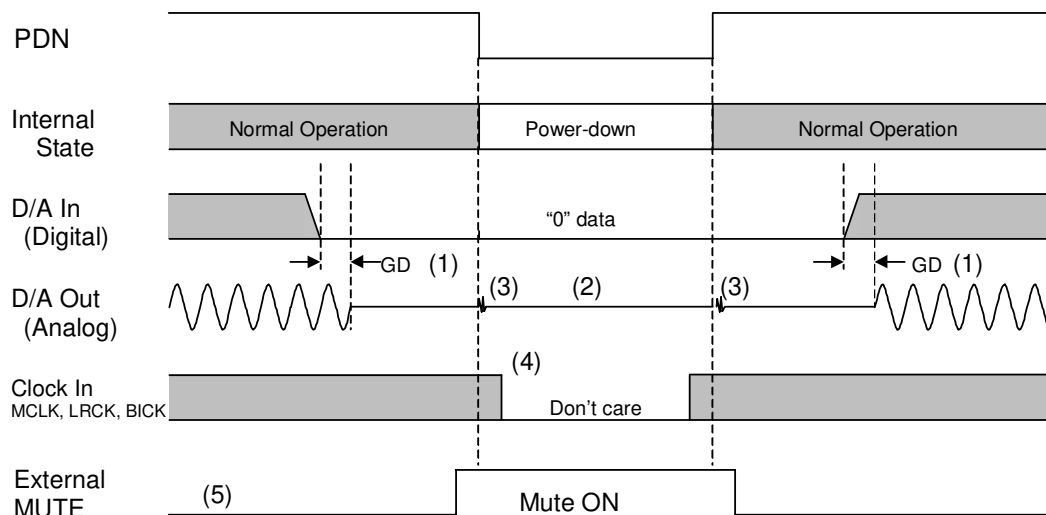 PDN
Internal
State
Normal Operation
Power-down
Normal Operation
D/A In
(Digital)
“0” data
GD (1)
GD (1)
D/A Out
(Analog)
(3)
(2)
(3)
Clock In
MCLK, LRCK, BICK
(4)
Don’t care
External
MUTE
(5)
Mute ON